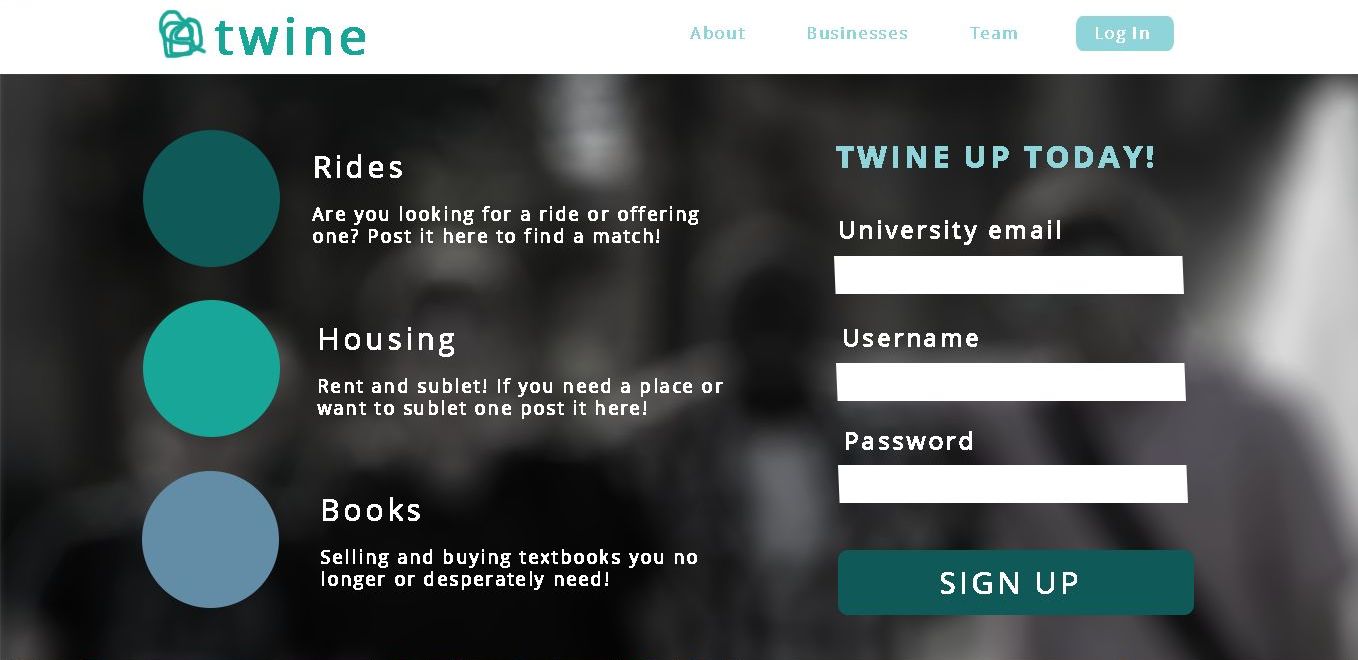 twine
About
Businesses
Team
Log In
Rides
Are you looking for a ride or offering
one? Post it here to find a match!
Housing
Rent and sublet! If you need a place or
want to sublet one post it here!
Books
Selling and buying textbooks you no
longer or desperately need!
TWINE UP TODAY!
University email
Username
Password
SIGN UP